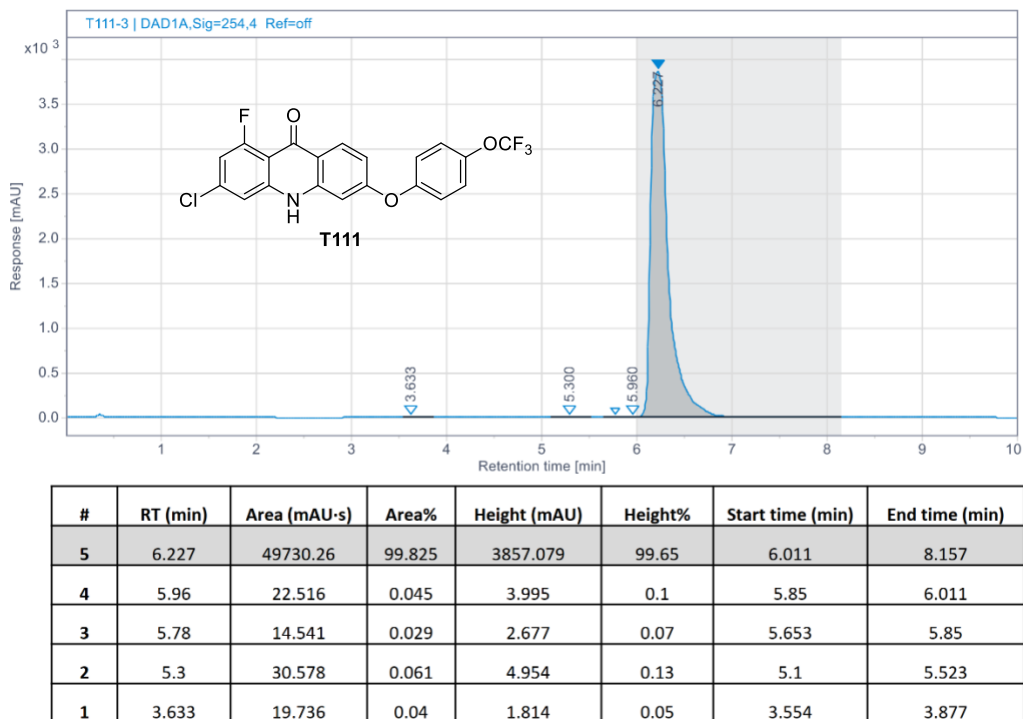 T111-3 | DAD1A,Sig=254,4 Ref=off
x10 3
Response [mAU]
3.5
3.0
2.5
2.0
1.5
1.0
0.5
0.0
F
O
OCF3
Cl
N
H
O
T111
3.633
5.300
5.960
6.227
1 2 3 4 5 6 7 8 9 10
Retention time [min]
# RT (min) Area (mAU·s) Area% Height (mAU) Height% Start time (min) End time (min)
5 6.227 49730.26 99.825 3857.079 99.65 6.011 8.157
4 5.96 22.516 0.045 3.995 0.1 5.85 6.011
3 5.78 14.541 0.029 2.677 0.07 5.653 5.85
2 5.3 30.578 0.061 4.954 0.13 5.1 5.523
1 3.633 19.736 0.04 1.814 0.05 3.554 3.877